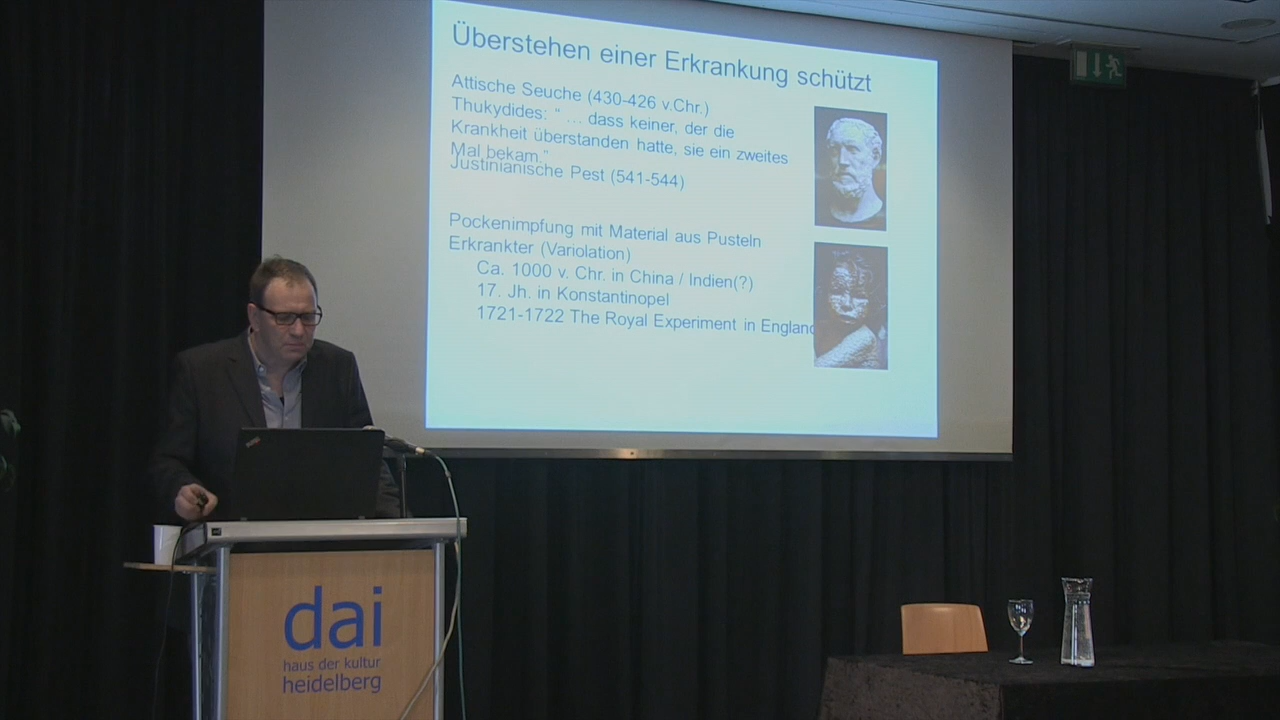 Überstehen einer Erkrankung schützt
Attische Seuche (430-426 v.Chr.)
Thukydides: “ … dass keiner, der die
Krankheit überstanden hatte, sie ein zweites
Mal bekam.”
Justinianische Pest (541-544)
Pockenimpfung mit Material aus Pusteln
Erkrankter (Variolation)
Ca. 1000 v. Chr. in China / Indien(?)
17. Jh. in Konstantinopel
1721-1722 The Royal Experiment in England
dai
haus der kultur
heidelberg